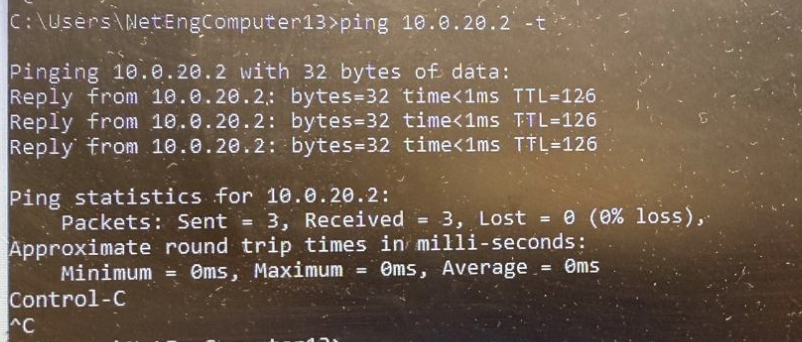 C:\Users\NetEngComputer13>ping 10.0.20.2 -t
Pinging 10.0.20.2 with 32 bytes of data:
Reply from 10.0.20.2: bytes=32 time<1ms TTL=126
Reply from 10.0.20.2: bytes=32 time<1ms TTL=126
Reply from 10.0.20.2: bytes=32 time<1ms TTL=126
Ping statistics for 10.0.20.2:
Packets: Sent = 3, Received = 3, Lost = 0 (0% loss),
Approximate round trip times in milli-seconds:
Minimum = 0ms, Maximum = 0ms, Average = 0ms
Control-C
^C